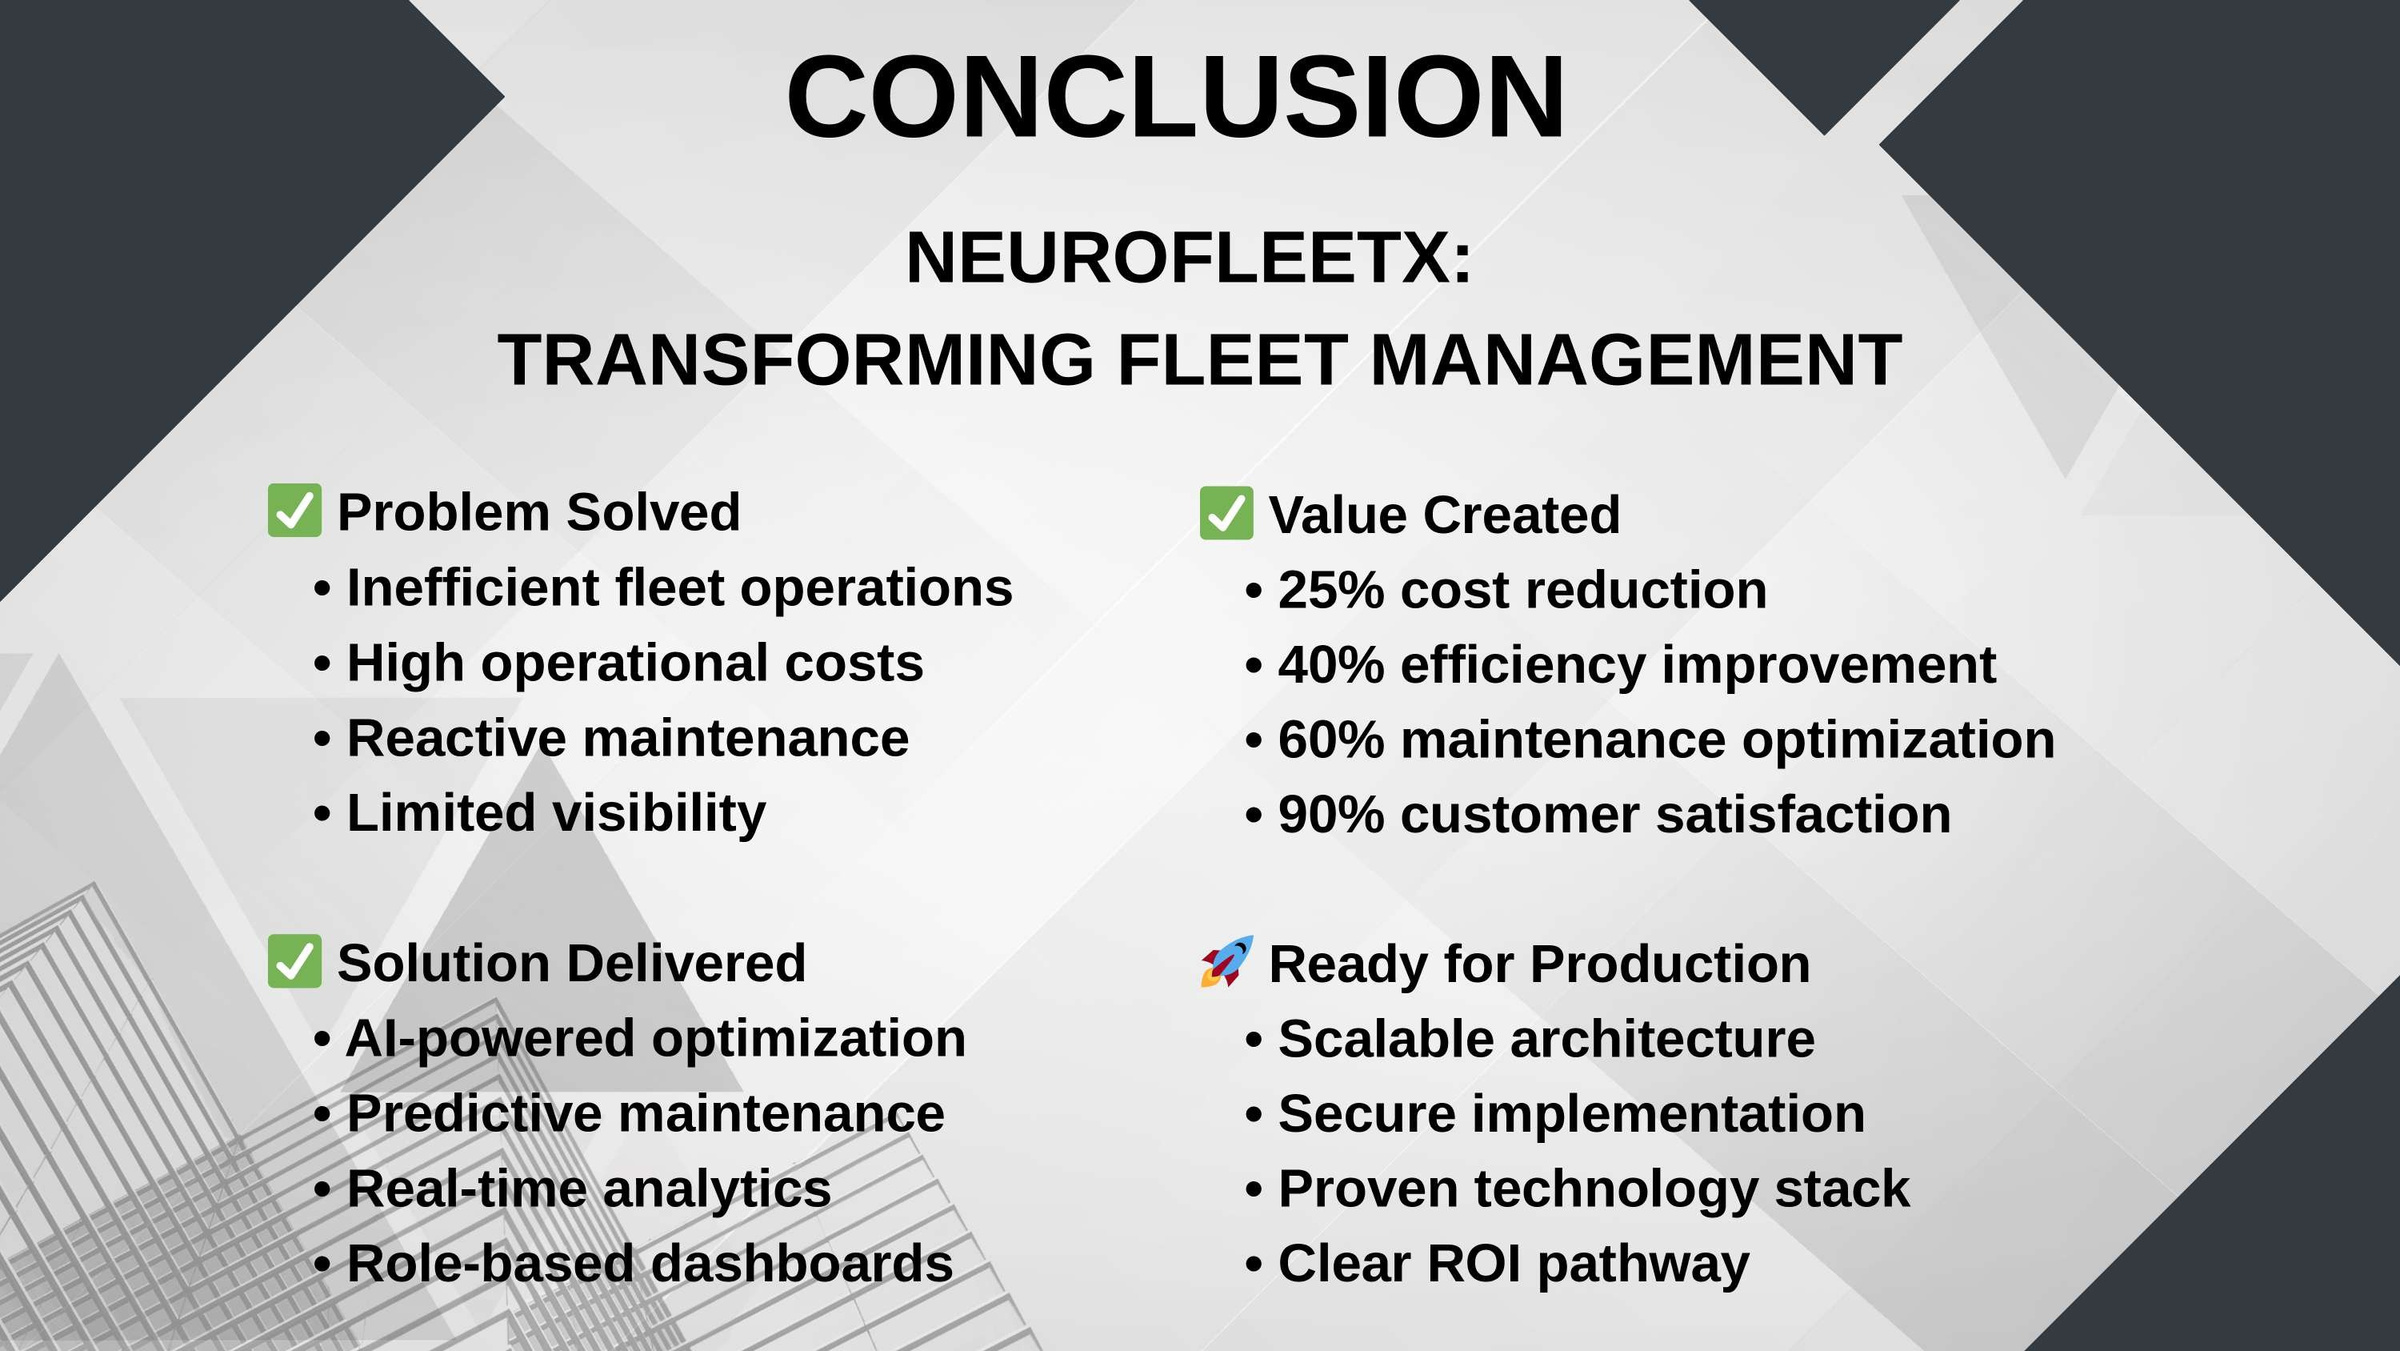 CONCLUSION
NEUROFLEETX:
TRANSFORMING FLEET MANAGEMENT
✅ Problem Solved
• Inefficient fleet operations
• High operational costs
• Reactive maintenance
• Limited visibility
✅ Solution Delivered
• AI-powered optimization
• Predictive maintenance
• Real-time analytics
• Role-based dashboards
✅ Value Created
• 25% cost reduction
• 40% efficiency improvement
• 60% maintenance optimization
• 90% customer satisfaction
🚀 Ready for Production
• Scalable architecture
• Secure implementation
• Proven technology stack
• Clear ROI pathway